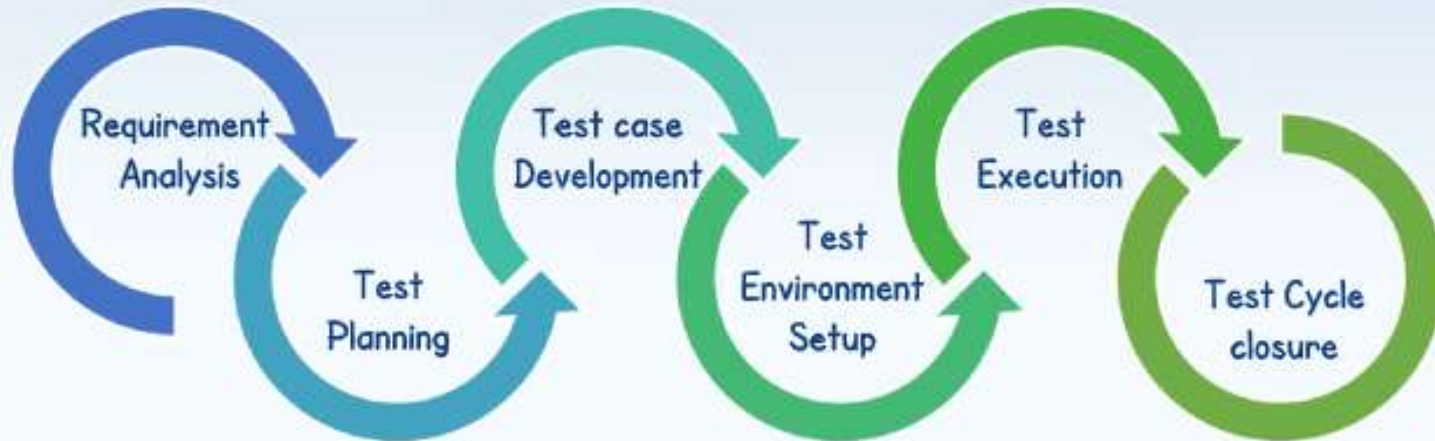 Requirement
Analysis
Test
Planning
Test case
Development
Test
Environment
Setup
Test
Execution
Test Cycle
closure